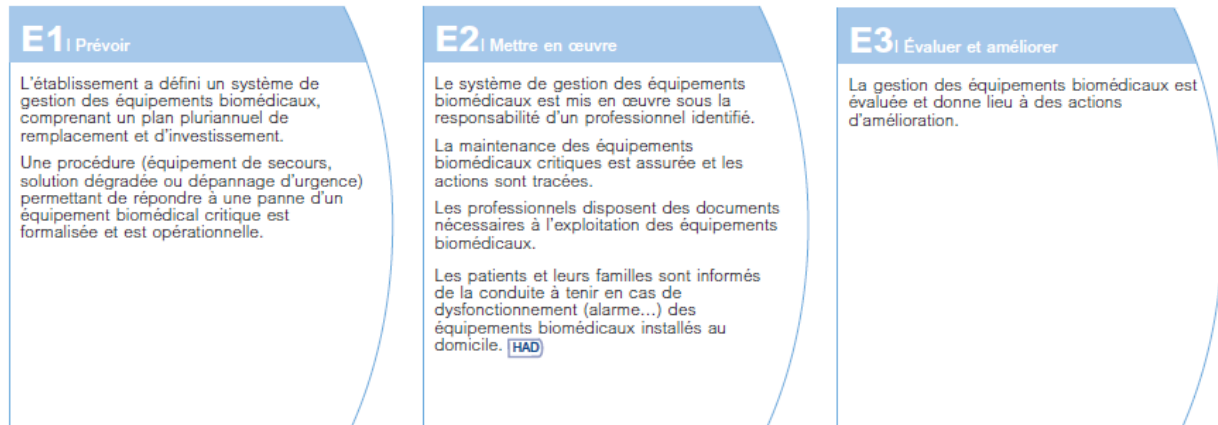 E1 | Prévoir
L'établissement a défini un système de
gestion des équipements biomédicaux,
comprenant un plan pluriannuel de
remplacement et d'investissement.
Une procédure (équipement de secours,
solution dégradée ou dépannage d'urgence)
permettant de répondre à une panne d'un
équipement biomédical critique est
formalisée et est opérationnelle.
E2 | Mettre en œuvre
Le système de gestion des équipements
biomédicaux est mis en œuvre sous la
responsabilité d'un professionnel identifié.
La maintenance des équipements
biomédicaux critiques est assurée et les
actions sont tracées.
Les professionnels disposent des documents
nécessaires à l'exploitation des équipements
biomédicaux.
Les patients et leurs familles sont informés
de la conduite à tenir en cas de
dysfonctionnement (alarme...) des
équipements biomédicaux installés au
domicile. HAD
E3 | Évaluer et améliorer
La gestion des équipements biomédicaux est
évaluée et donne lieu à des actions
d'amélioration.